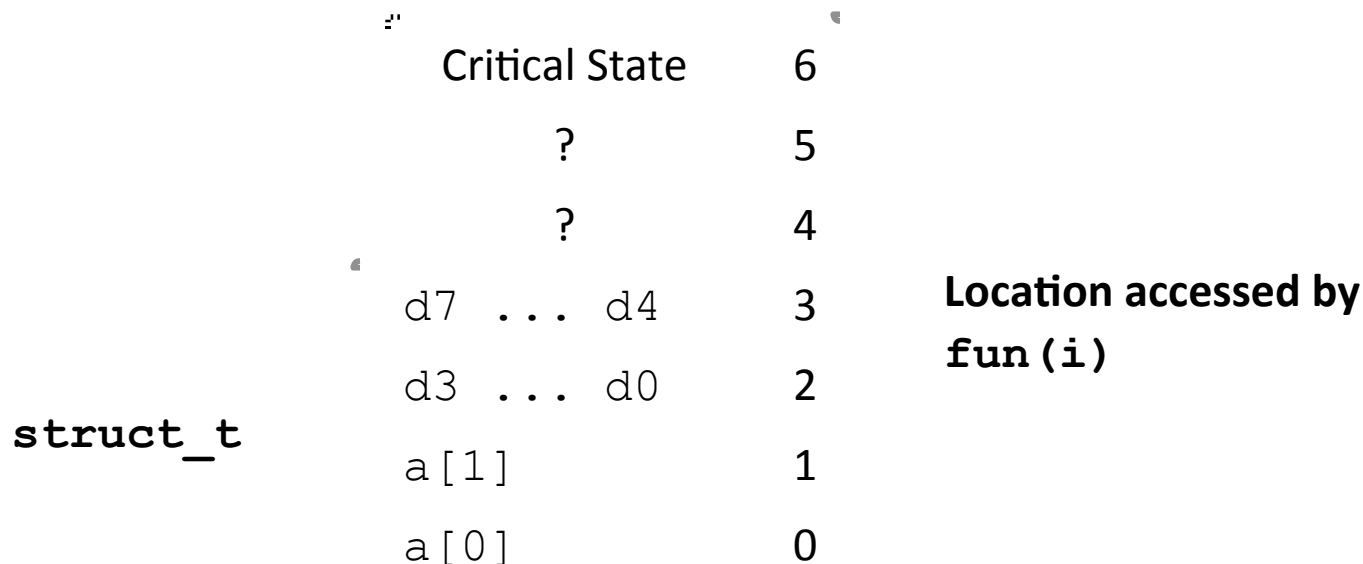 Critical State 6
? 5
? 4
d7 ... d4 3
Location accessed by
fun(i)
d3 ... d0 2
struct_t
a[1] 1
a[0] 0